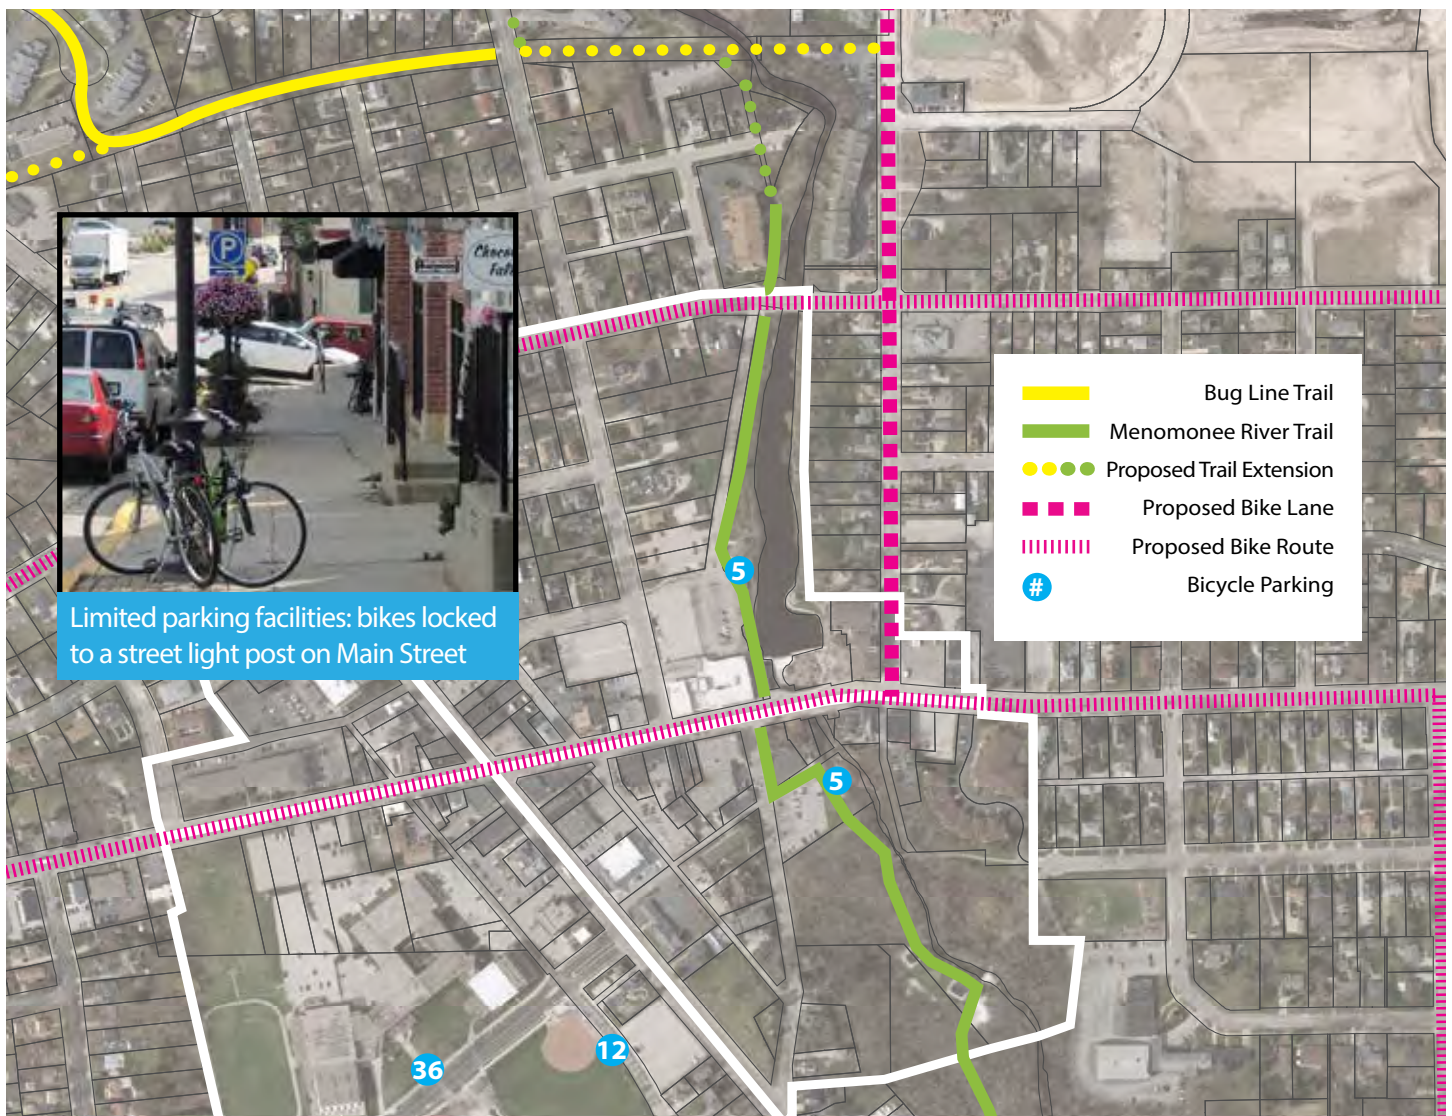 P
Limited parking facilities: bikes locked
to a street light post on Main Street
Bug Line Trail
Menomonee River Trail
Proposed Trail Extension
Proposed Bike Lane
Proposed Bike Route
# Bicycle Parking
5
5
36
12